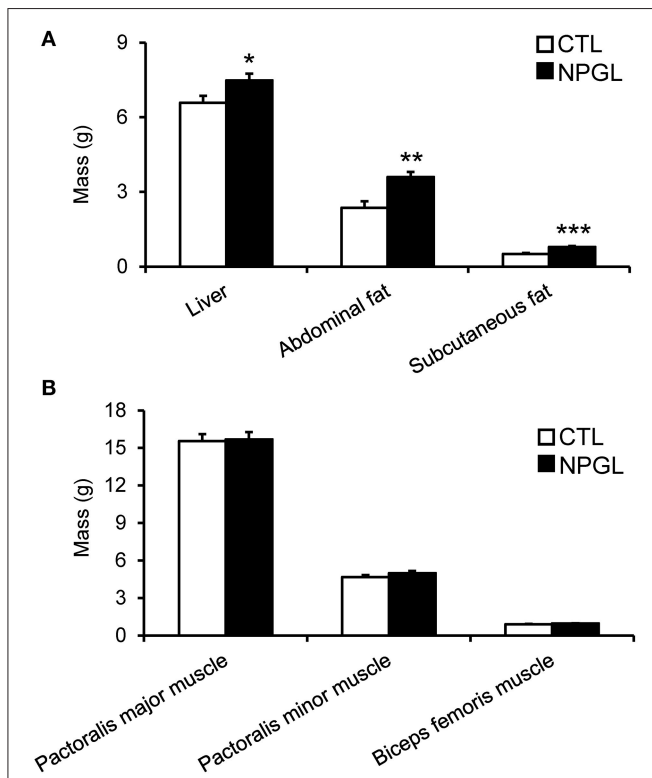 A
9
6
3
0
Mass (g)
CTL
NPGL
*
**
***
Liver
Abdominal fat
Subcutaneous fat
B
18
15
12
9
6
3
0
Mass (g)
CTL
NPGL
Pactoralis major muscle
Pactoralis minor muscle
Biceps femoris muscle